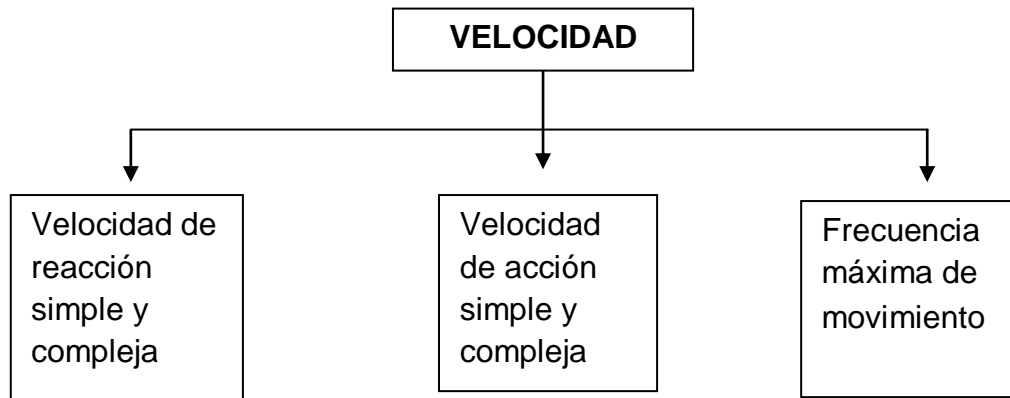 VELOCIDAD
Velocidad de
reacción
simple y
compleja
Velocidad
de acción
simple y
compleja
Frecuencia
máxima de
movimiento